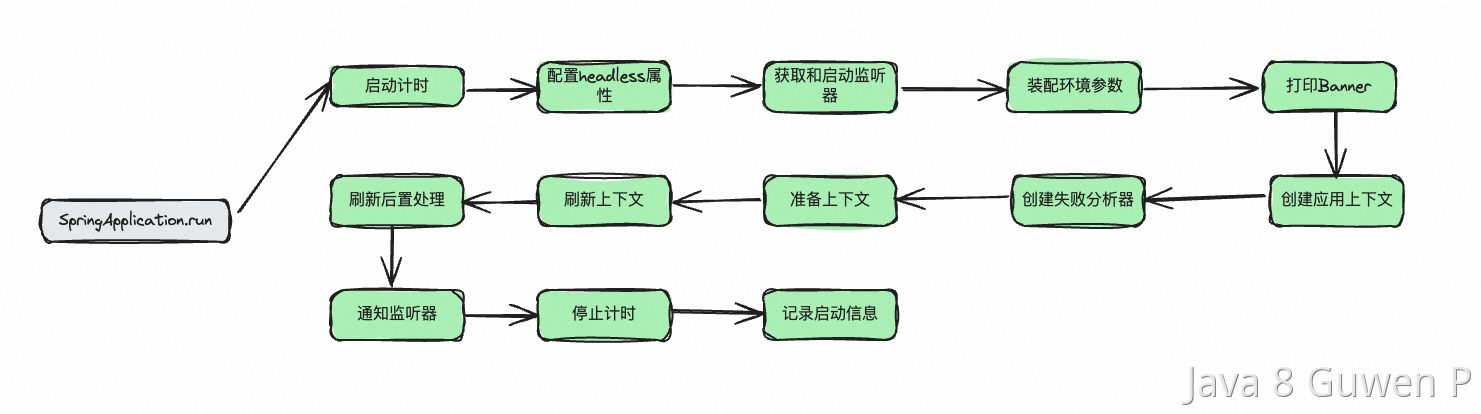 SpringApplication.run
启动计时
配置headless属
性
获取和启动监听
器
装配环境参数
打印Banner
创建应用上下文
创建失败分析器
准备上下文
刷新上下文
刷新后置处理
通知监听器
停止计时
记录启动信息
Java 8 Guwen P